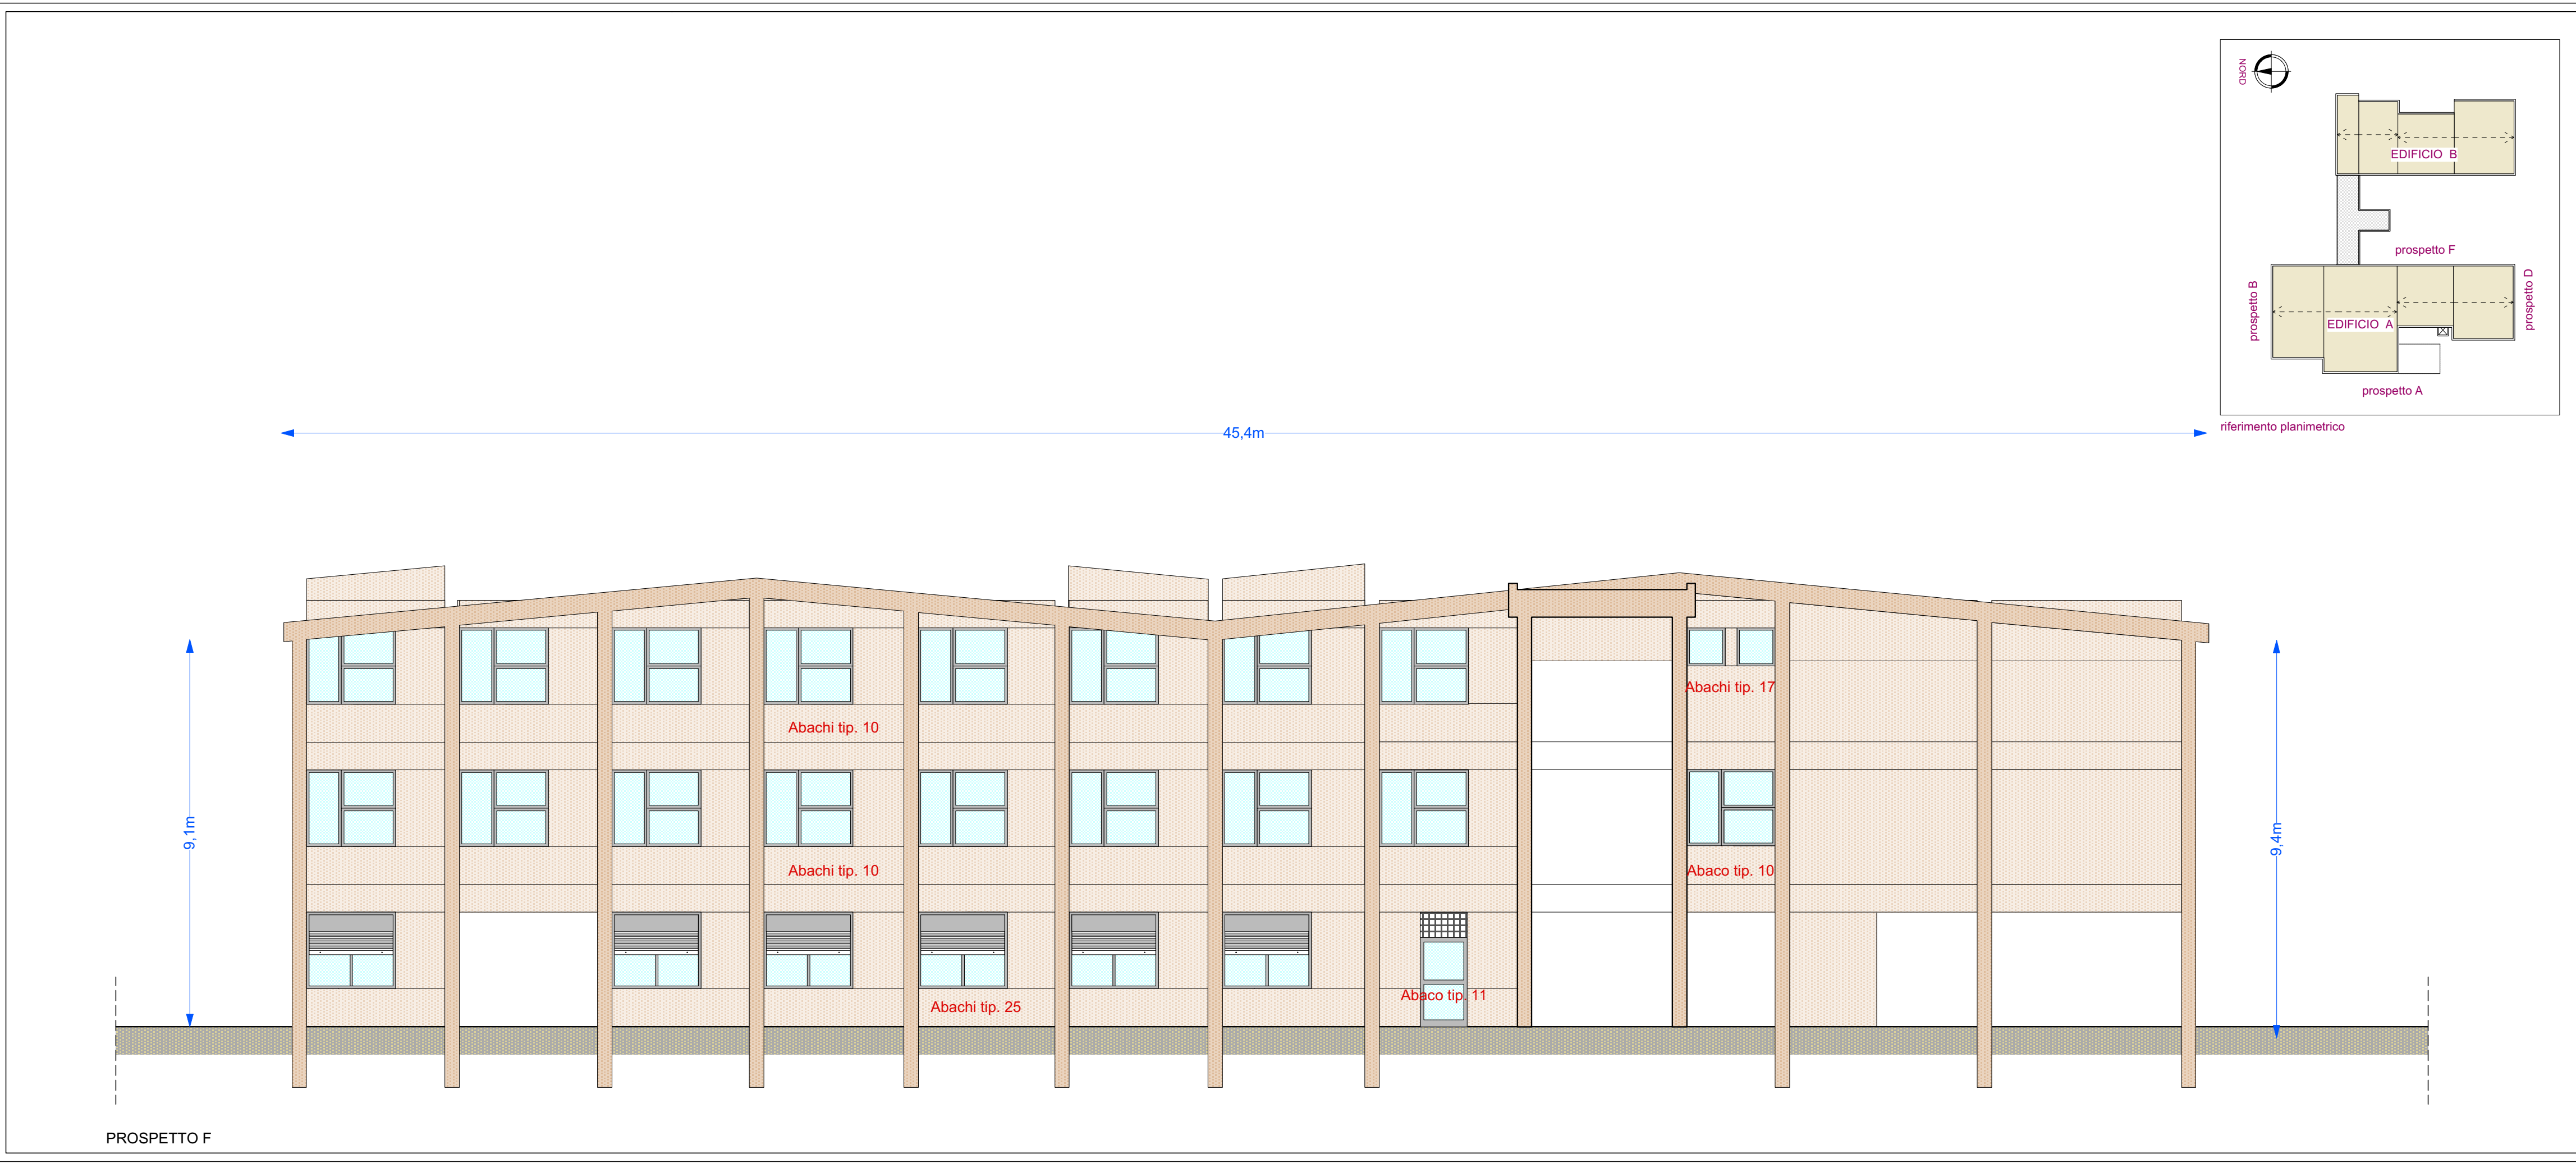 NORD
EDIFICIO B
prospetto F
prospetto B
prospetto D
EDIFICIO A
prospetto A
riferimento planimetrico
45,4m
Abachi tip. 17
Abachi tip. 10
9,1m
9,4m
Abachi tip. 10
Abaco tip. 10
Abaco tip. 11
Abachi tip. 25
PROSPETTO F